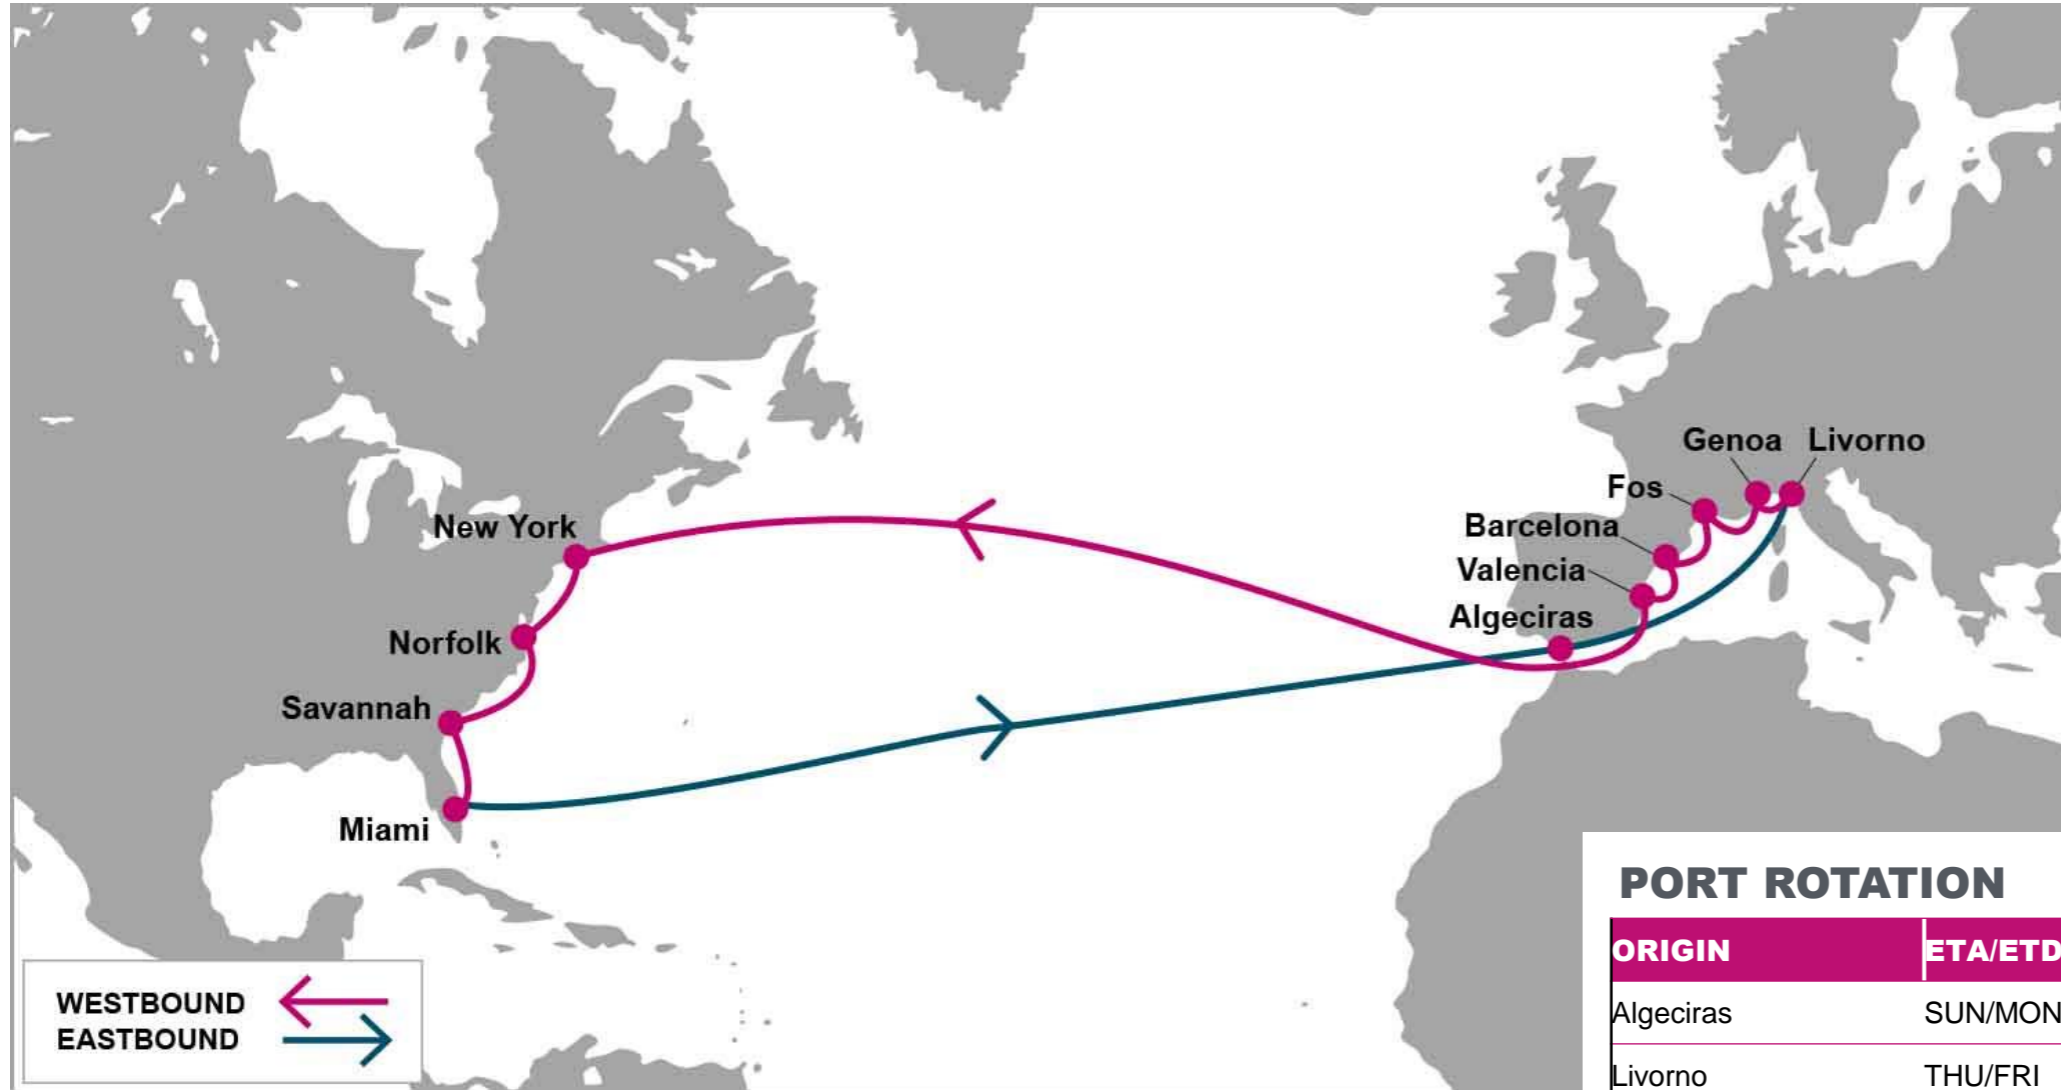 Genoa
Livorno
Fos
Barcelona
Valencia
Algeciras
New York
Norfolk
Savannah
Miami
WESTBOUND
EASTBOUND
PORT ROTATION
ORIGIN ETA/ETD
Algeciras SUN/MON
Livorno THU/FRI